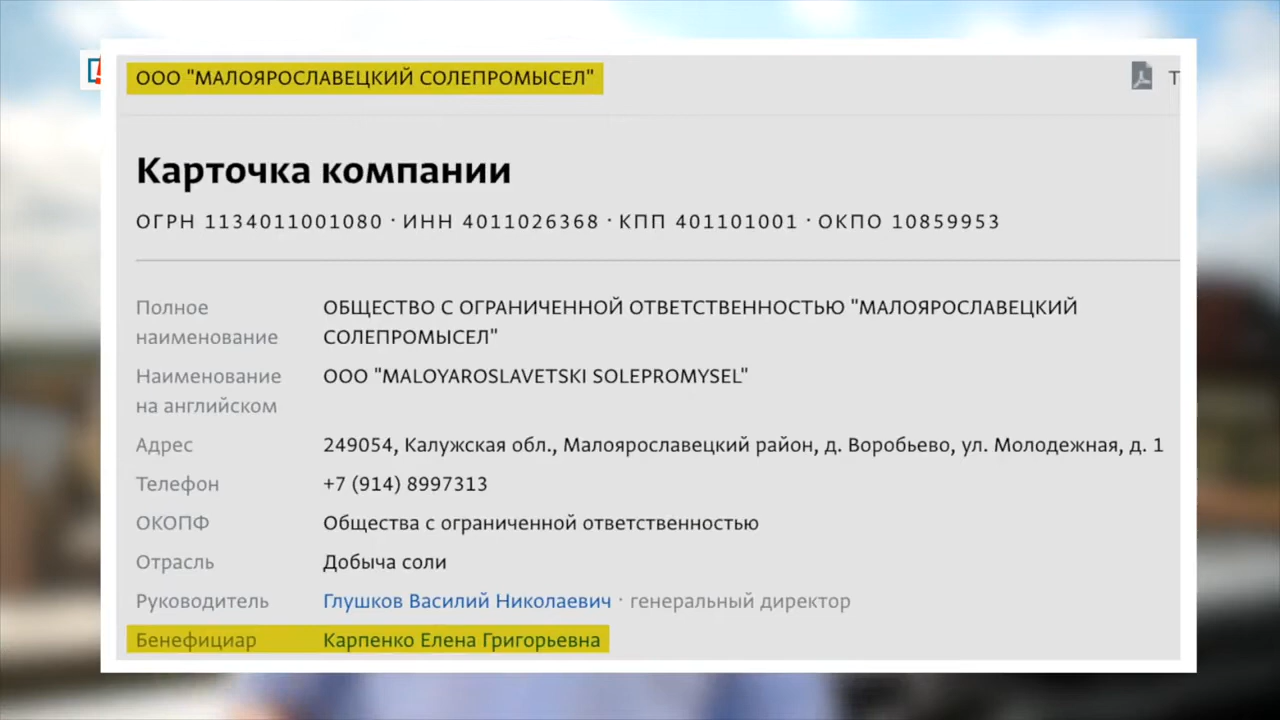 ООО "МАЛОЯРОСЛАВЕЦКИЙ СОЛЕПРОМЫСЕЛ"
Карточка компании
ОГРН 1134011001080 · ИНН 4011026368 · КПП 401101001 · ОКПО 10859953
Полное наименование ОБЩЕСТВО С ОГРАНИЧЕННОЙ ОТВЕТСТВЕННОСТЬЮ "МАЛОЯРОСЛАВЕЦКИЙ СОЛЕПРОМЫСЕЛ"
Наименование на английском ООО "MALOYAROSLAVETSKI SOLEPROMYSEL"
Адрес 249054, Калужская обл., Малоярославецкий район, д. Воробьево, ул. Молодежная, д. 1
Телефон +7 (914) 8997313
ОКОПФ Общества с ограниченной ответственностью
Отрасль Добыча соли
Руководитель Глушков Василий Николаевич · генеральный директор
Бенефициар Карпенко Елена Григорьевна